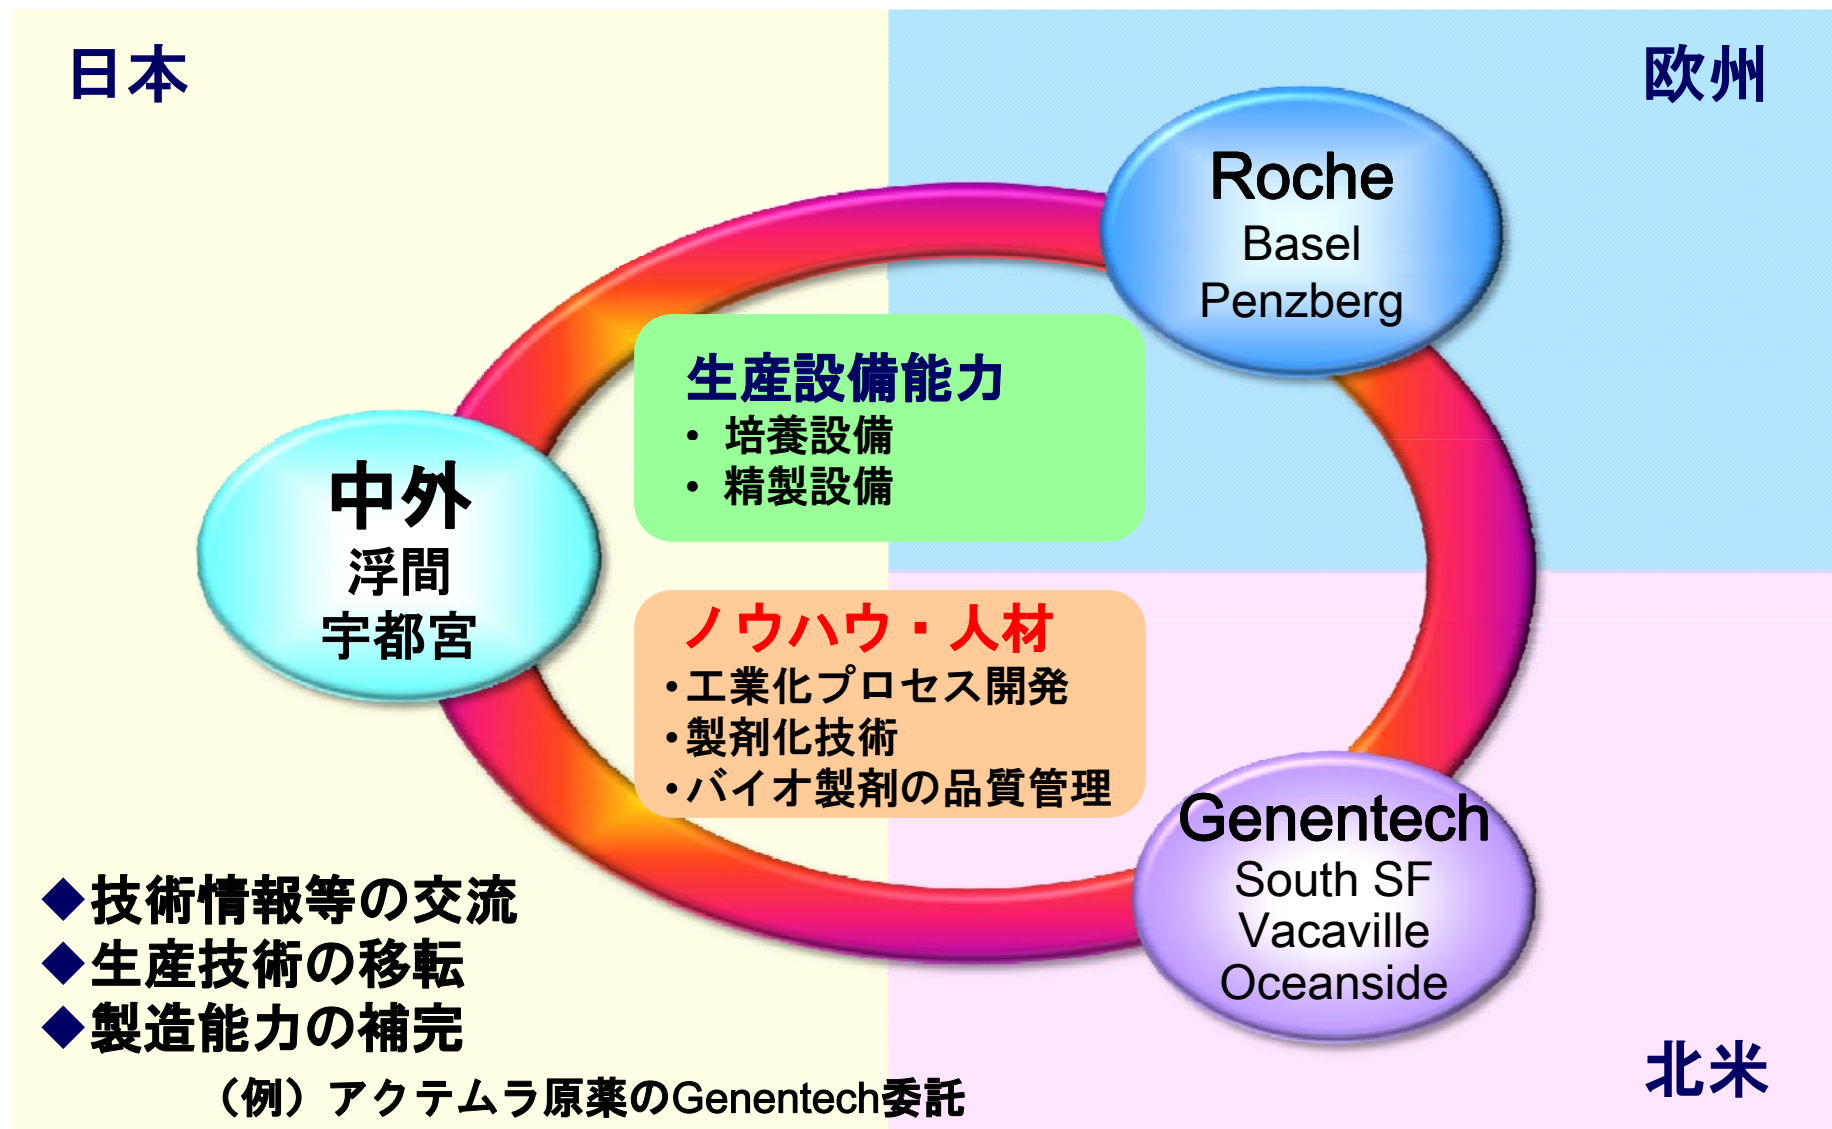 日本
欧州
Roche
Basel
Penzberg
生産設備能力
・ 培養設備
・ 精製設備
中外
浮間
宇都宮
ノウハウ・人材
・工業化プロセス開発
・製剤化技術
・バイオ製剤の品質管理
Genentech
South SF
Vacaville
Oceanside
◆技術情報等の交流
◆生産技術の移転
◆製造能力の補完
（例）アクテムラ原薬のGenentech委託
北米